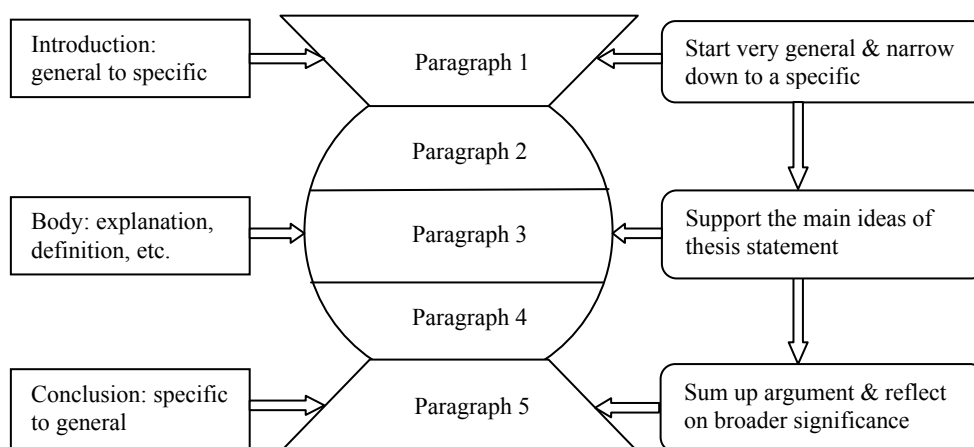 Introduction:
general to specific
Paragraph 1
Start very general & narrow
down to a specific
Paragraph 2
Body: explanation,
definition, etc.
Paragraph 3
Support the main ideas of
thesis statement
Paragraph 4
Conclusion: specific
to general
Paragraph 5
Sum up argument & reflect
on broader significance